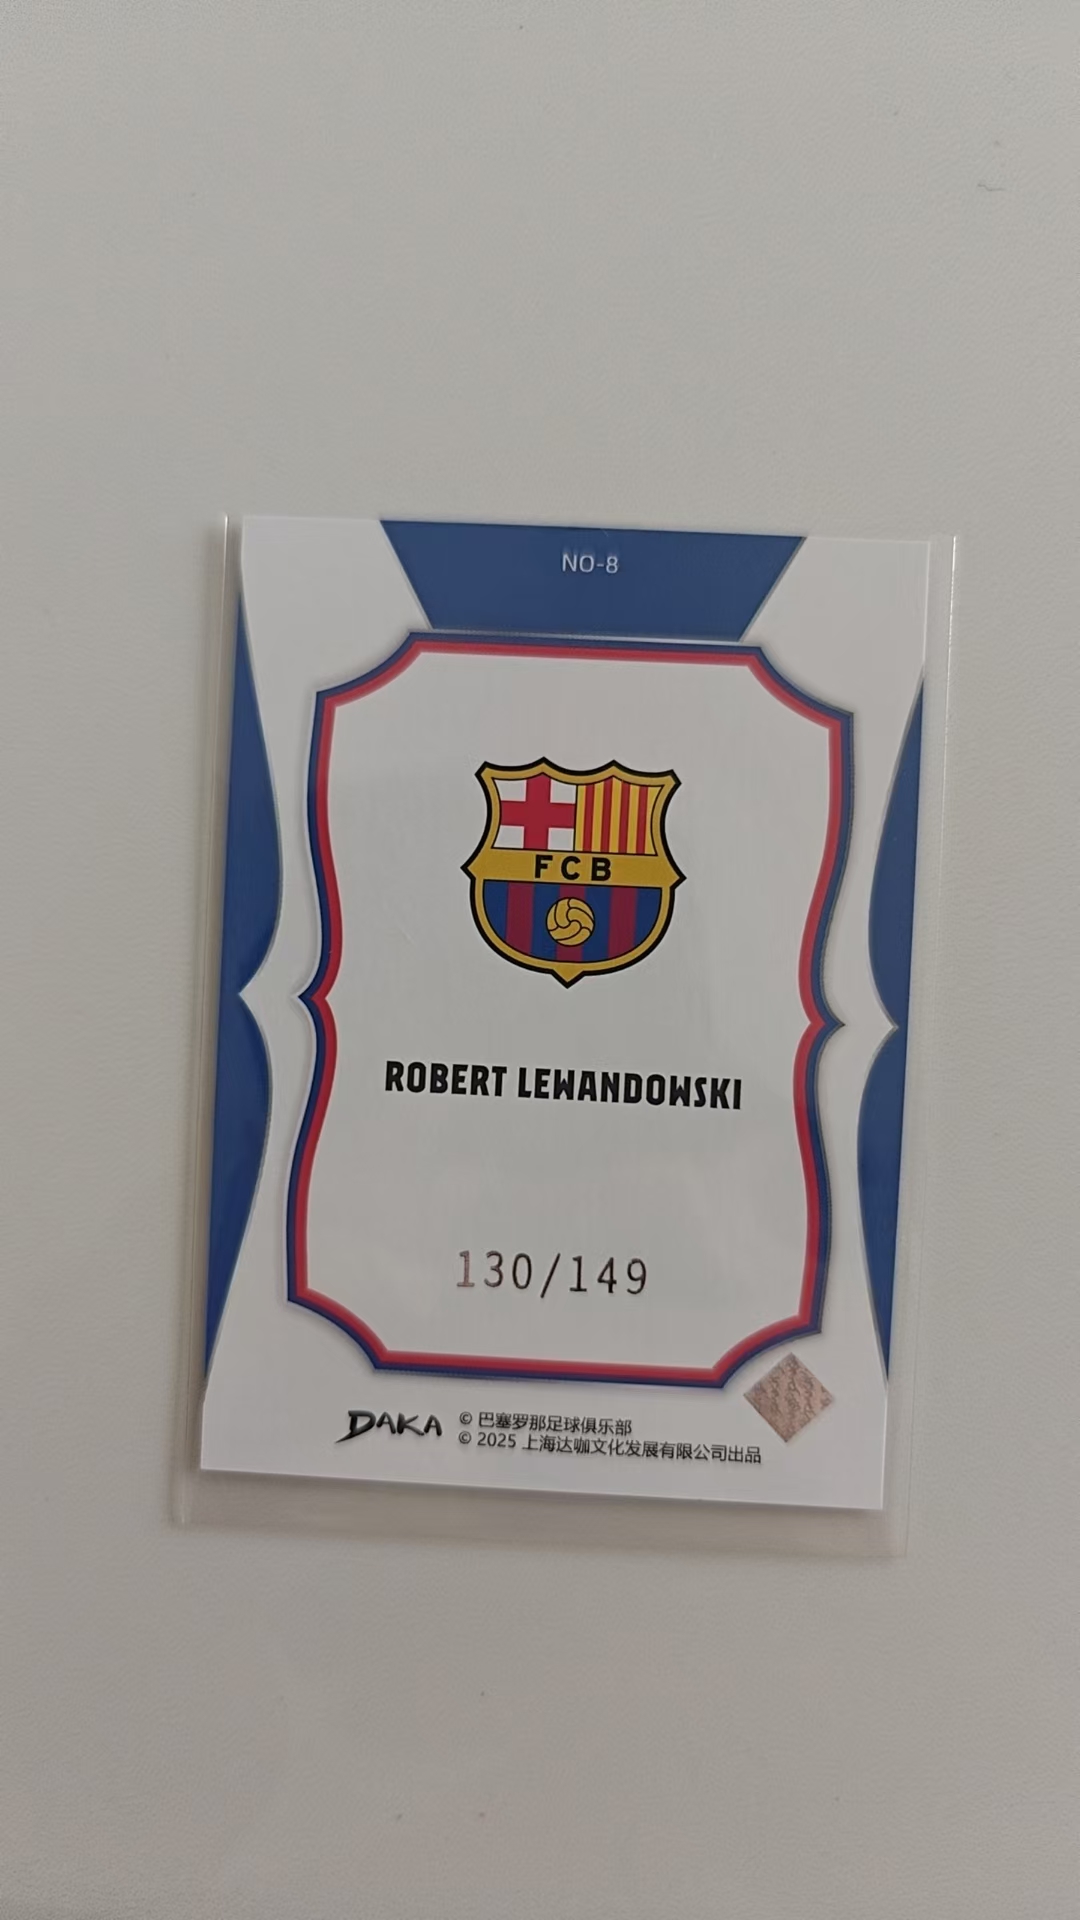 NO-8
FCB
ROBERT LEWANDOWSKI
130/149
DAKA
© 巴塞罗那足球俱乐部
© 2025 上海达咖文化发展有限公司出品